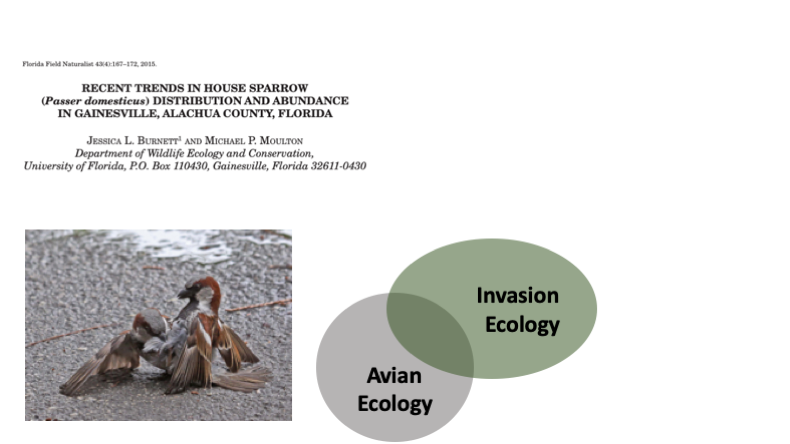 Florida Field Naturalist 43(4):167–172, 2015.
RECENT TRENDS IN HOUSE SPARROW
(Passer domesticus) DISTRIBUTION AND ABUNDANCE
IN GAINESVILLE, ALACHUA COUNTY, FLORIDA
JESSICA L. BURNETT¹ AND MICHAEL P. MOULTON
Department of Wildlife Ecology and Conservation,
University of Florida, P.O. Box 110430, Gainesville, Florida 32611-0430
Invasion
Ecology
Avian
Ecology